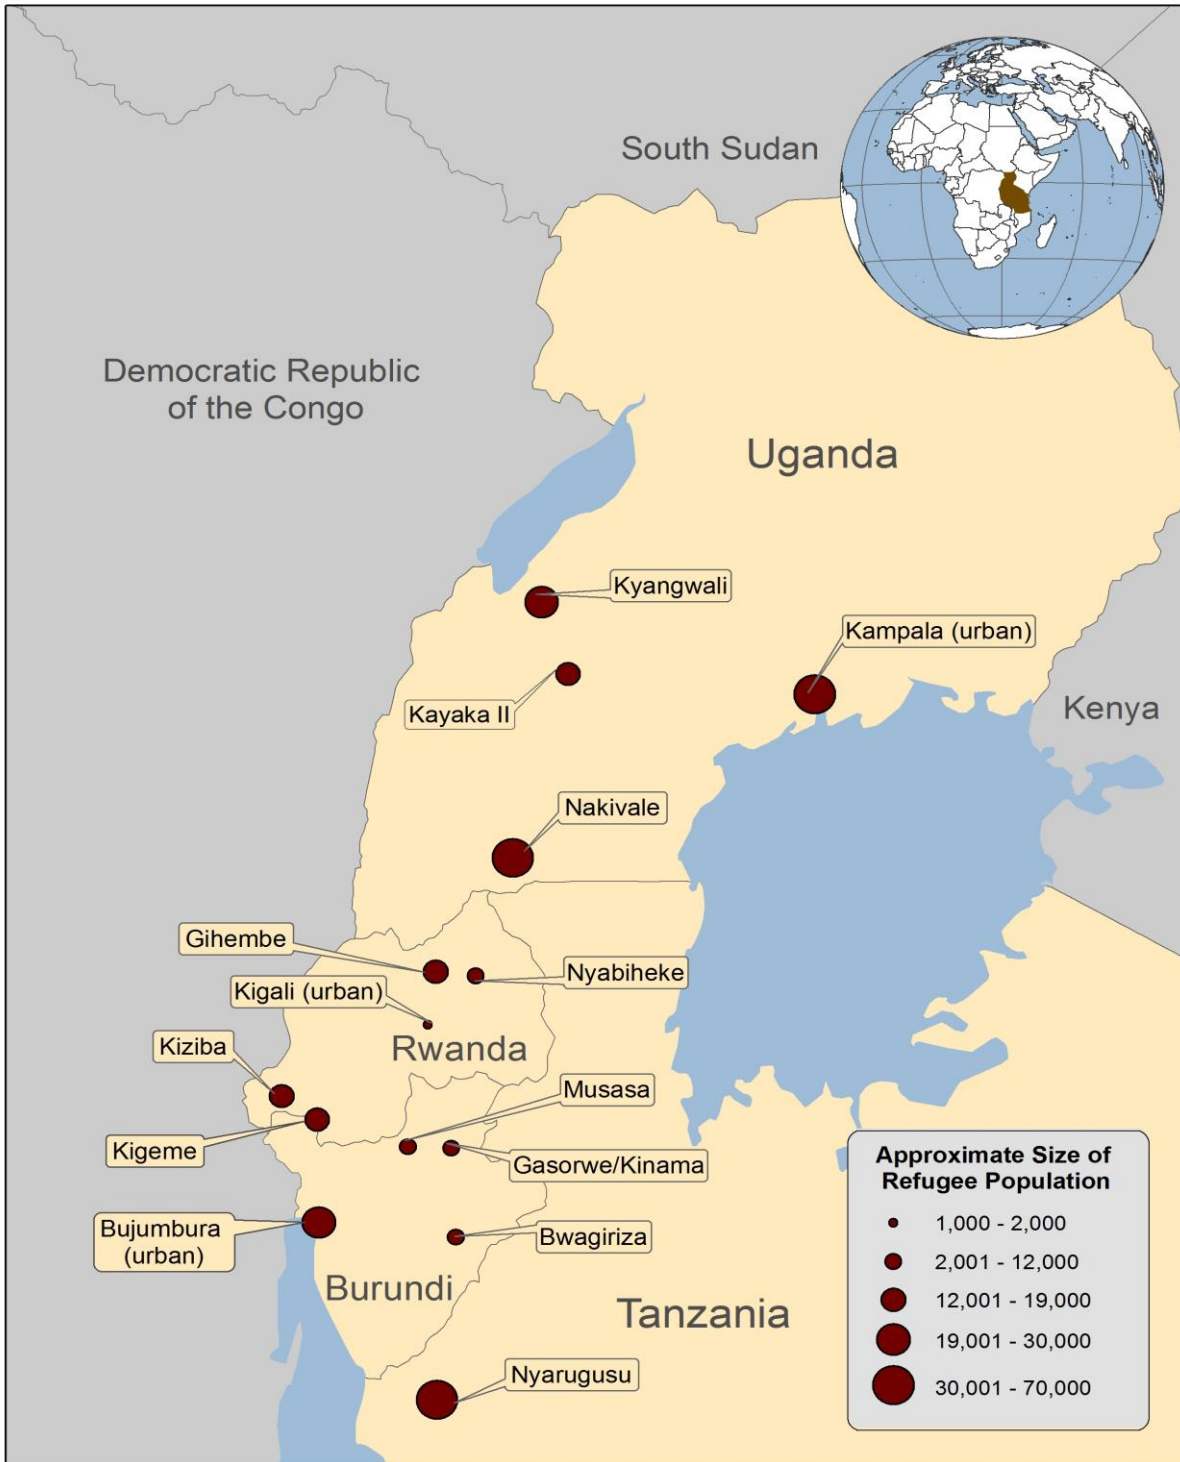 South Sudan
Democratic Republic
of the Congo
Uganda
Kyangwali
Kampala (urban)
Kayaka II
Kenya
Nakivale
Gihembe
Nyabiheke
Kigali (urban)
Rwanda
Kiziba
Musasa
Kigeme
Gasorwe/Kinama
Bujumbura
(urban)
Bwagiriza
Burundi
Tanzania
Nyarugusu
Approximate Size of
Refugee Population
1,000 - 2,000
2,001 - 12,000
12,001 - 19,000
19,001 - 30,000
30,001 - 70,000